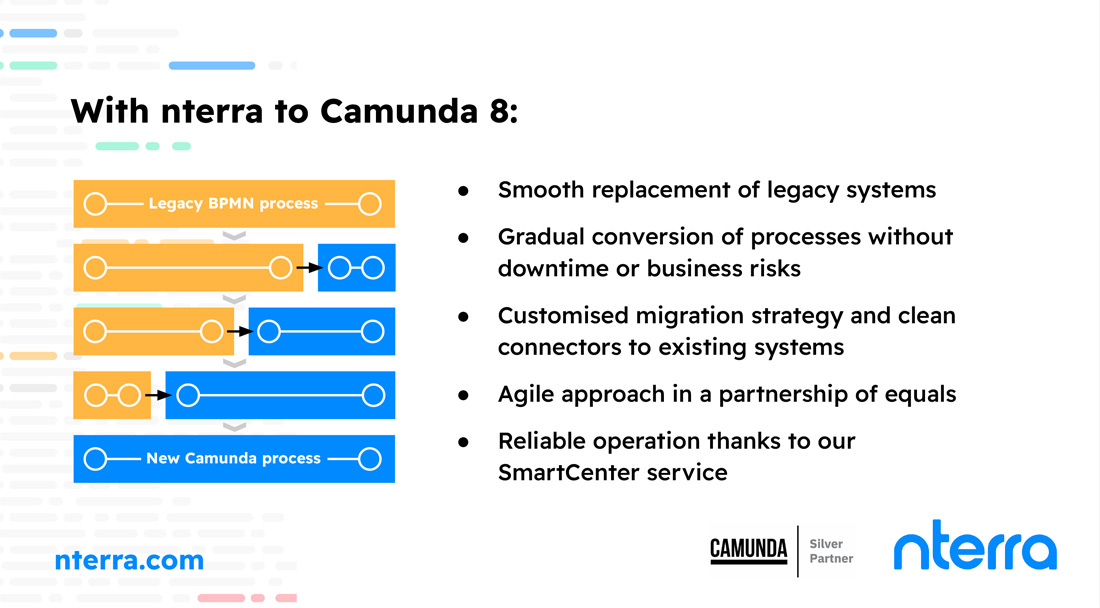 With nterra to Camunda 8:
Legacy BPMN process
New Camunda process
● Smooth replacement of legacy systems
● Gradual conversion of processes without
downtime or business risks
● Customised migration strategy and clean
connectors to existing systems
● Agile approach in a partnership of equals
● Reliable operation thanks to our
SmartCenter service
nterra.com
CAMUNDA
Silver
Partner
nterra